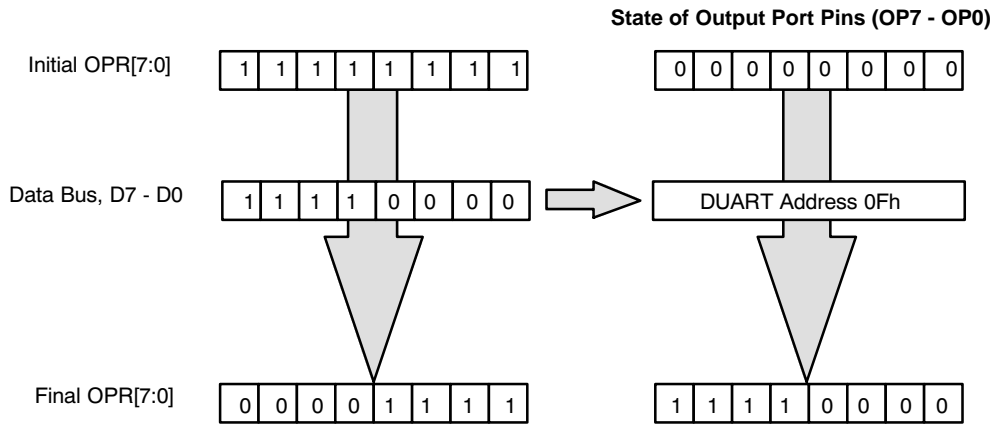 State of Output Port Pins (OP7 - OP0)
Initial OPR[7:0] 1 1 1 1 1 1 1 1 0 0 0 0 0 0 0 0
Data Bus, D7 - D0 1 1 1 1 0 0 0 0 DUART Address 0Fh
Final OPR[7:0] 0 0 0 0 1 1 1 1 1 1 1 1 0 0 0 0